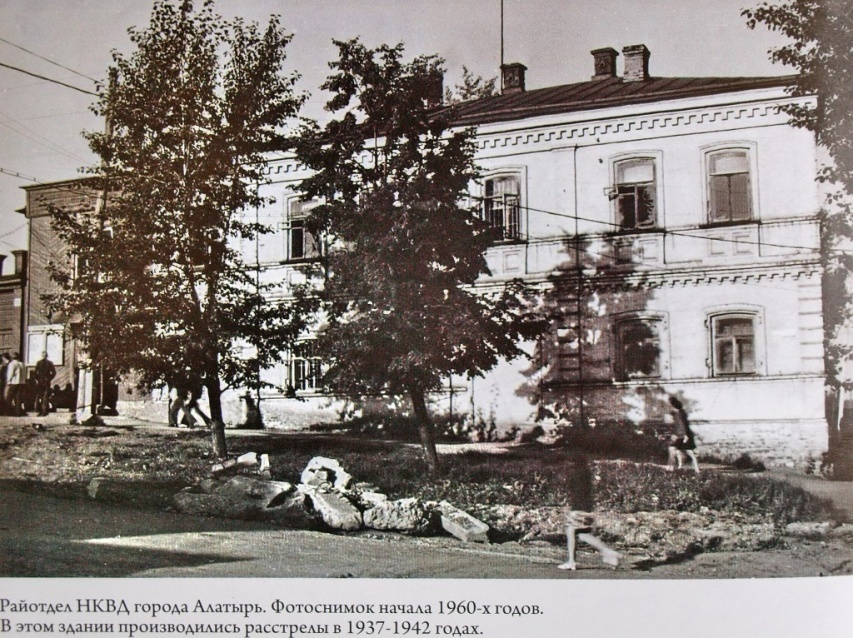 Райотдел НКВД города Алатырь. Фотоснимок начала 1960-х годов.
В этом здании производились расстрелы в 1937-1942 годах.